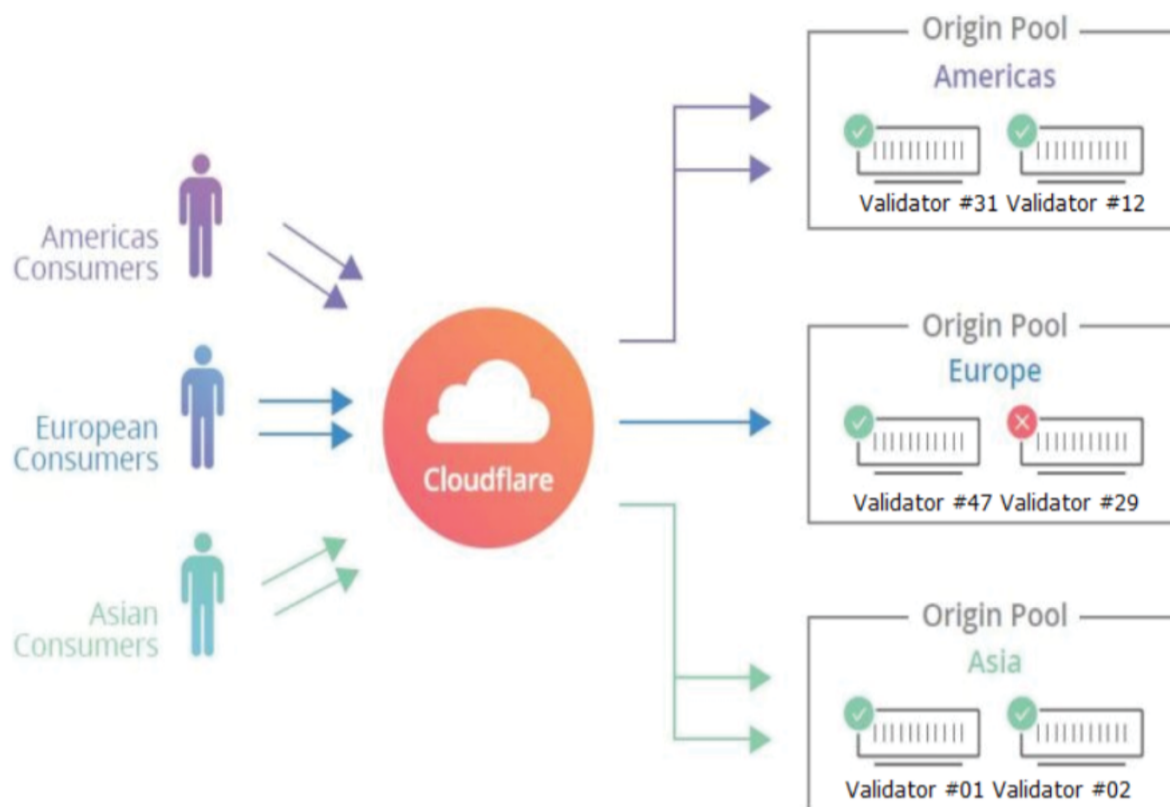 Americas
Consumers
European
Consumers
Asian
Consumers
Cloudflare
Origin Pool
Americas
Validator #31 Validator #12
Origin Pool
Europe
Validator #47 Validator #29
Origin Pool
Asia
Validator #01 Validator #02